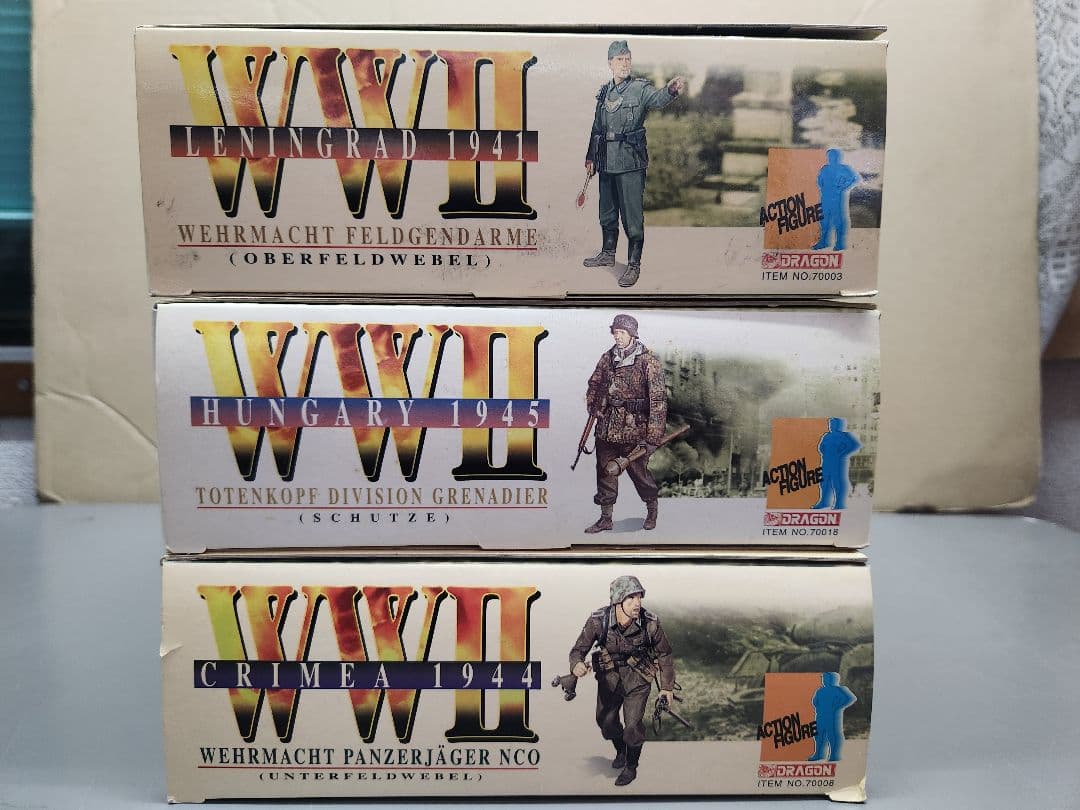 WWII
LENINGRAD 1941
WEHRMACHT FELDGENDARME
(OBERFELDWEBEL)
ACTION
FIGURE
DRAGON
ITEM NO.70003
WWII
HUNGARY 1945
TOTENKOPF DIVISION GRENADIER
(SCHUTZE)
ACTION
FIGURE
DRAGON
ITEM NO.70018
WWII
CRIMEA 1944
WEHRMACHT PANZERJÄGER NCO
(UNTERFELDWEBEL)
ACTION
FIGURE
DRAGON
ITEM NO.70008